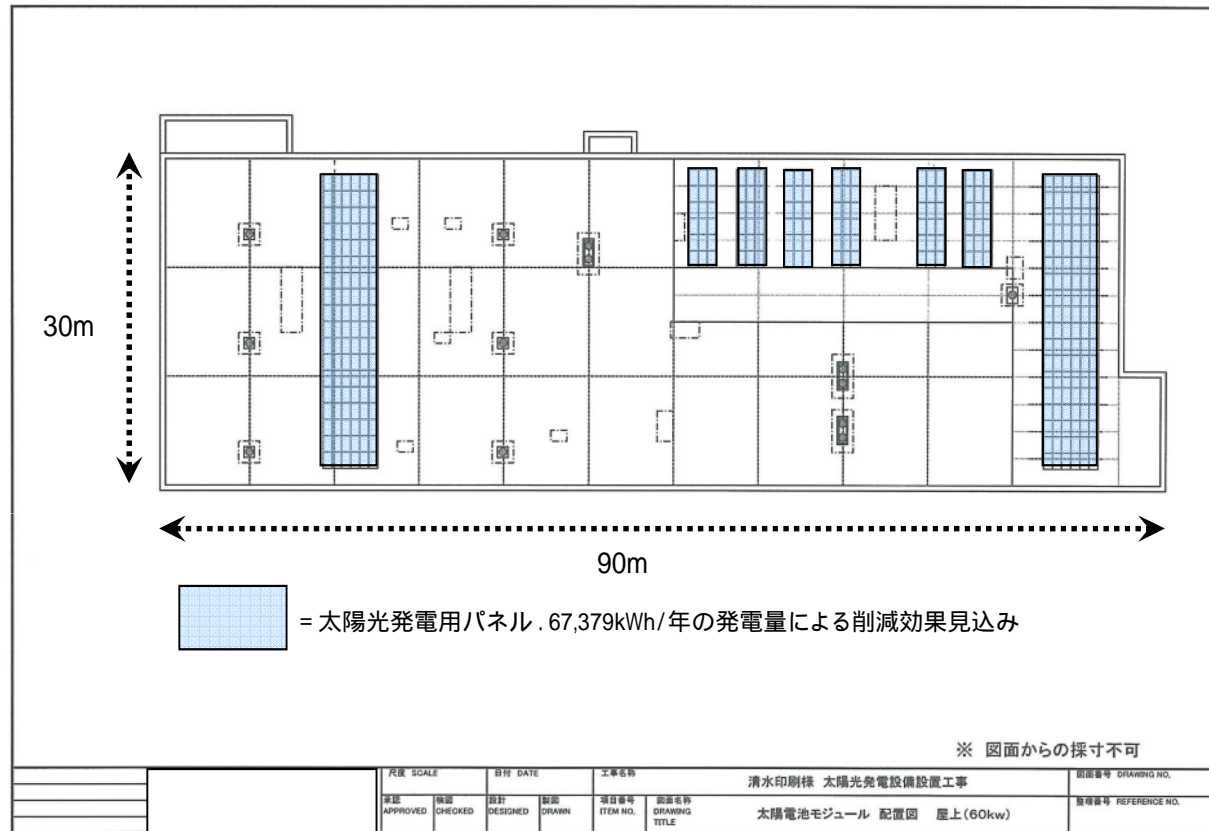 30m
90m
= 太陽光発電用パネル . 67,379kWh/年の発電量による削減効果見込み
※ 図面からの採寸不可
尺度 SCALE
日付 DATE
工事名称
清水印刷様 太陽光発電設備設置工事
図面番号 DRAWING NO.
承認 APPROVED
検図 CHECKED
設計 DESIGNED
製図 DRAWN
項目番号 ITEM NO.
図面名称 DRAWING TITLE
太陽電池モジュール 配置図 屋上(60kw)
整理番号 REFERENCE NO.